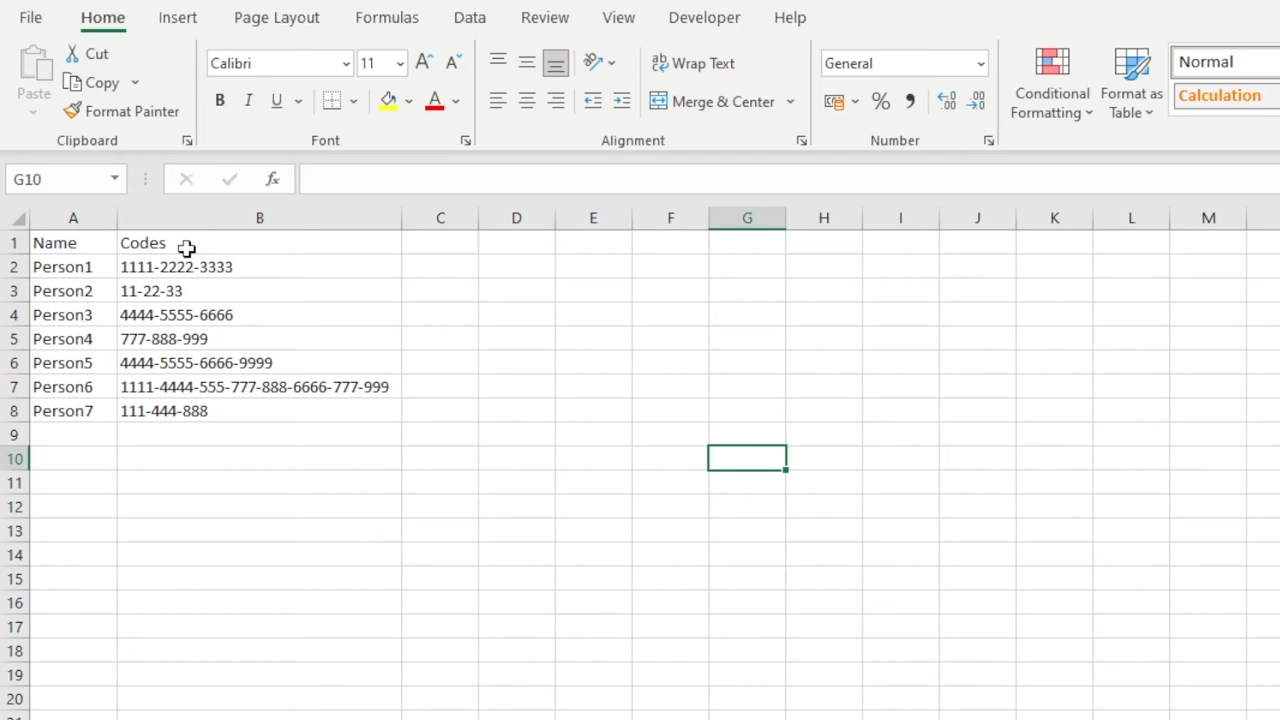 File Home Insert Page Layout Formulas Data Review View Developer Help
Paste
Cut
Copy
Format Painter
Clipboard
Calibri 11 A A
B I U A
Font
ab Wrap Text
Merge & Center
Alignment
General
% , .00 .00
Number
Conditional Formatting
Format as Table
Normal
Calculation
G10 fx
A B C D E F G H I J K L M
1 Name Codes
2 Person1 1111-2222-3333
3 Person2 11-22-33
4 Person3 4444-5555-6666
5 Person4 777-888-999
6 Person5 4444-5555-6666-9999
7 Person6 1111-4444-555-777-888-6666-777-999
8 Person7 111-444-888
9
10
11
12
13
14
15
16
17
18
19
20